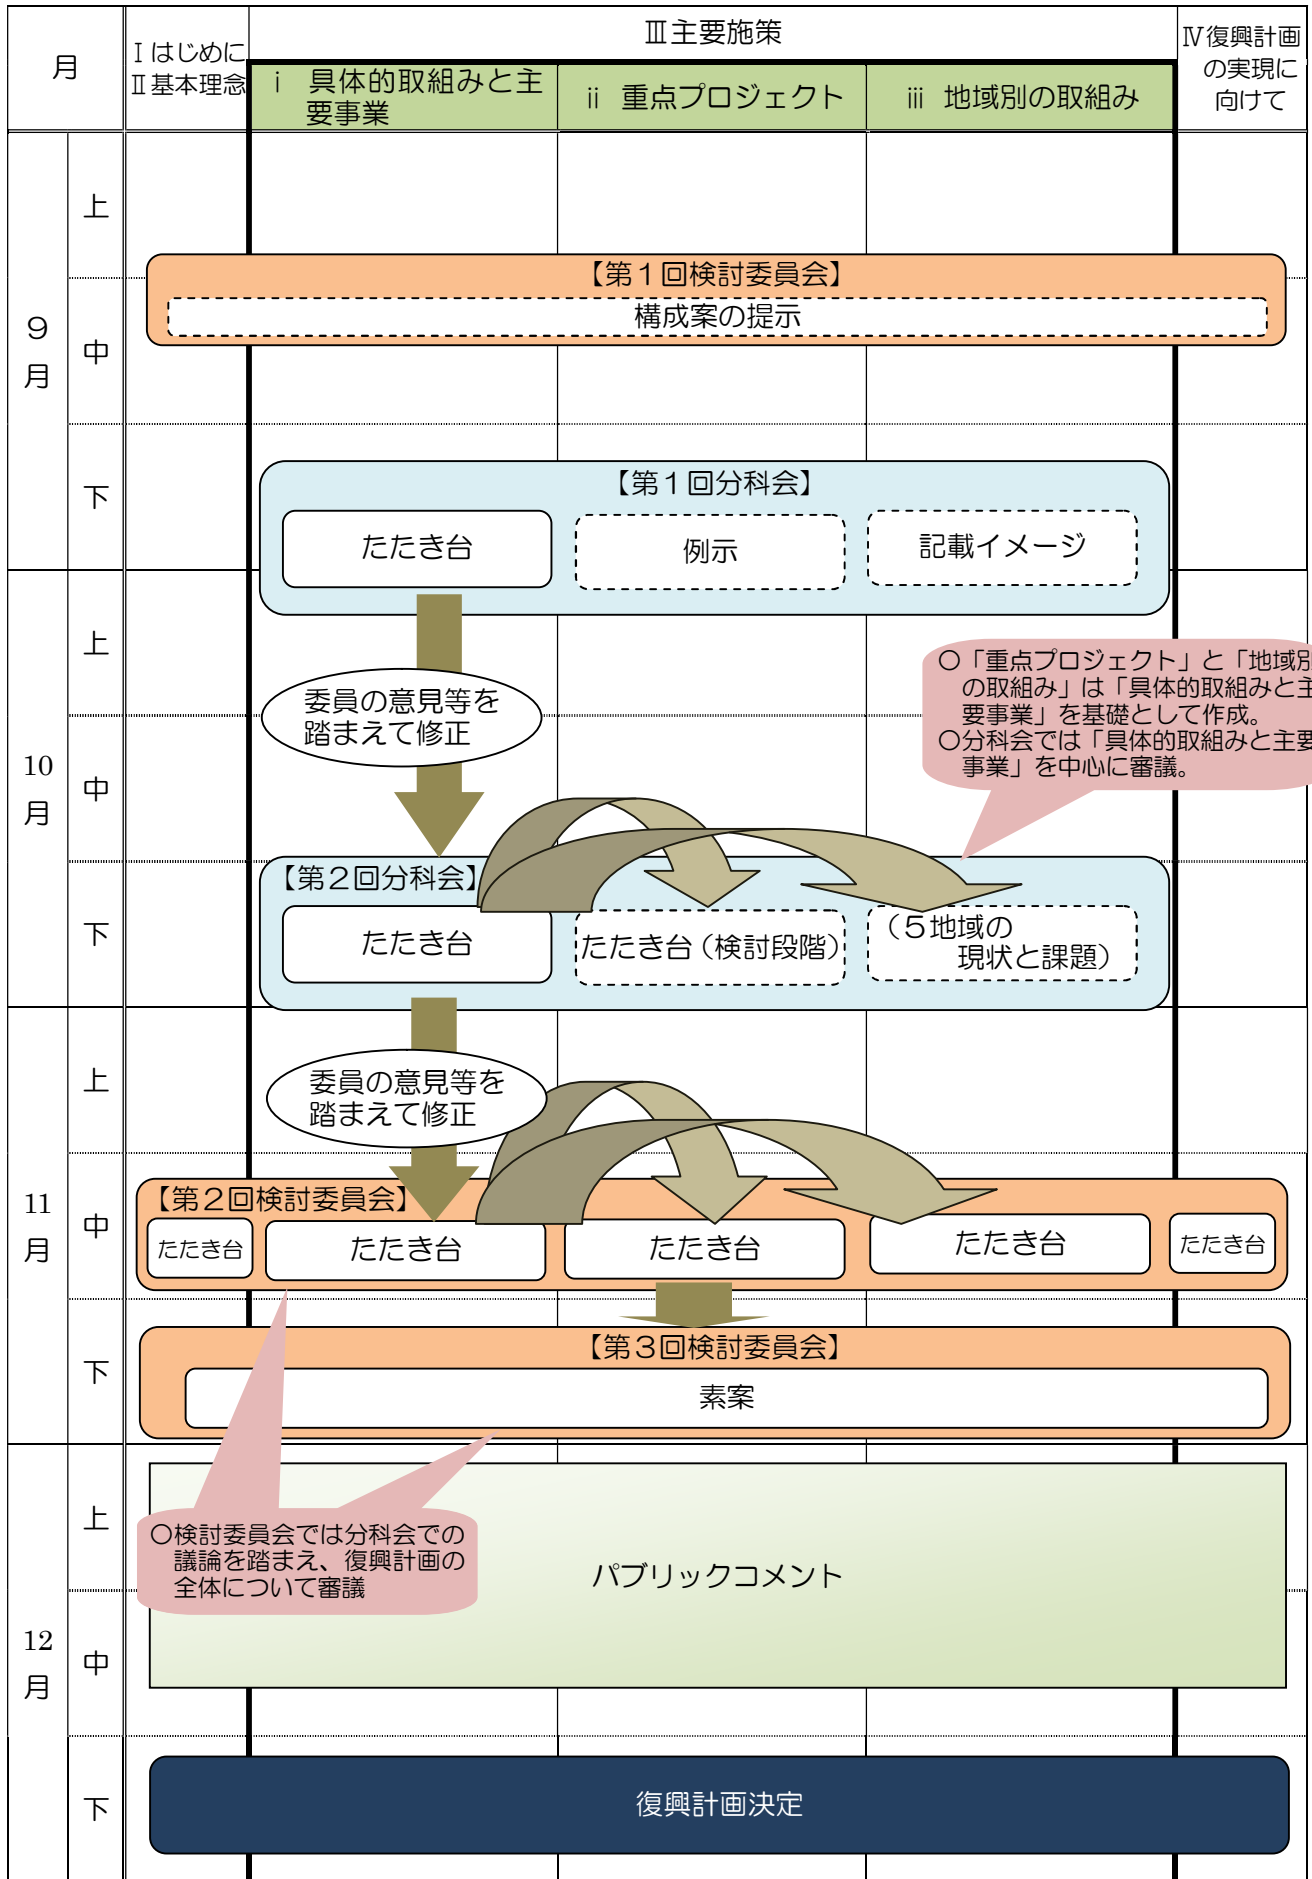 月
Ⅰはじめに
Ⅱ基本理念
Ⅲ主要施策
ⅰ 具体的取組みと主
要事業
ⅱ 重点プロジェクト
ⅲ 地域別の取組み
Ⅳ復興計画
の実現に
向けて
9
月
上
中
下
【第1回検討委員会】
構成案の提示
【第1回分科会】
たたき台
例示
記載イメージ
10
月
上
中
下
委員の意見等を
踏まえて修正
○「重点プロジェクト」と「地域別
の取組み」は「具体的取組みと主
要事業」を基礎として作成。
○分科会では「具体的取組みと主要
事業」を中心に審議。
【第2回分科会】
たたき台
たたき台(検討段階)
(5地域の
現状と課題)
11
月
上
中
下
委員の意見等を
踏まえて修正
【第2回検討委員会】
たたき台
たたき台
たたき台
たたき台
たたき台
【第3回検討委員会】
素案
12
月
上
中
下
○検討委員会では分科会での
議論を踏まえ、復興計画の
全体について審議
パブリックコメント
復興計画決定